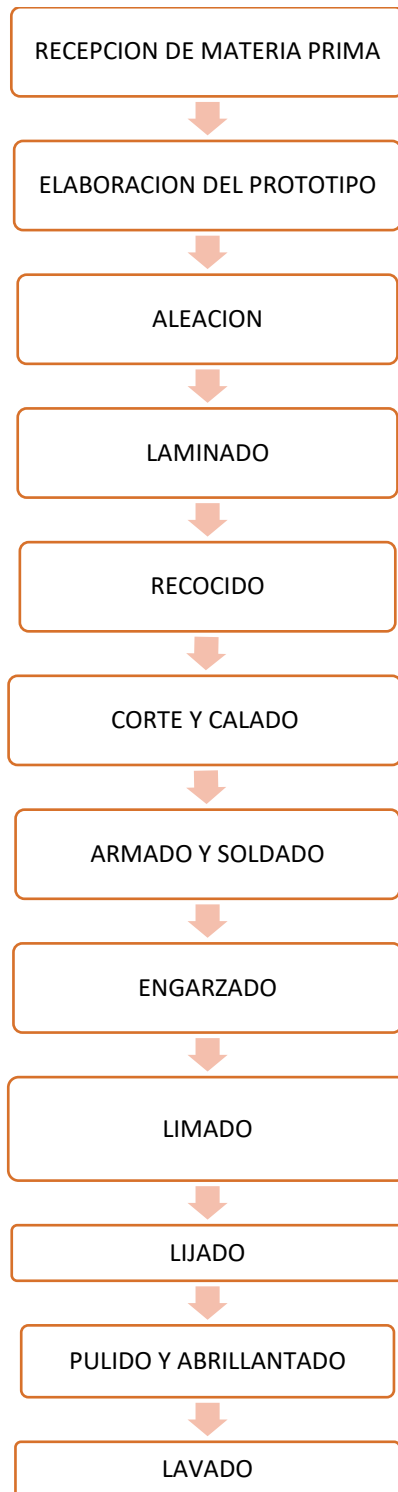 RECEPCION DE MATERIA PRIMA
ELABORACION DEL PROTOTIPO
ALEACION
LAMINADO
RECOCIDO
CORTE Y CALADO
ARMADO Y SOLDADO
ENGARZADO
LIMADO
LIJADO
PULIDO Y ABRILLANTADO
LAVADO